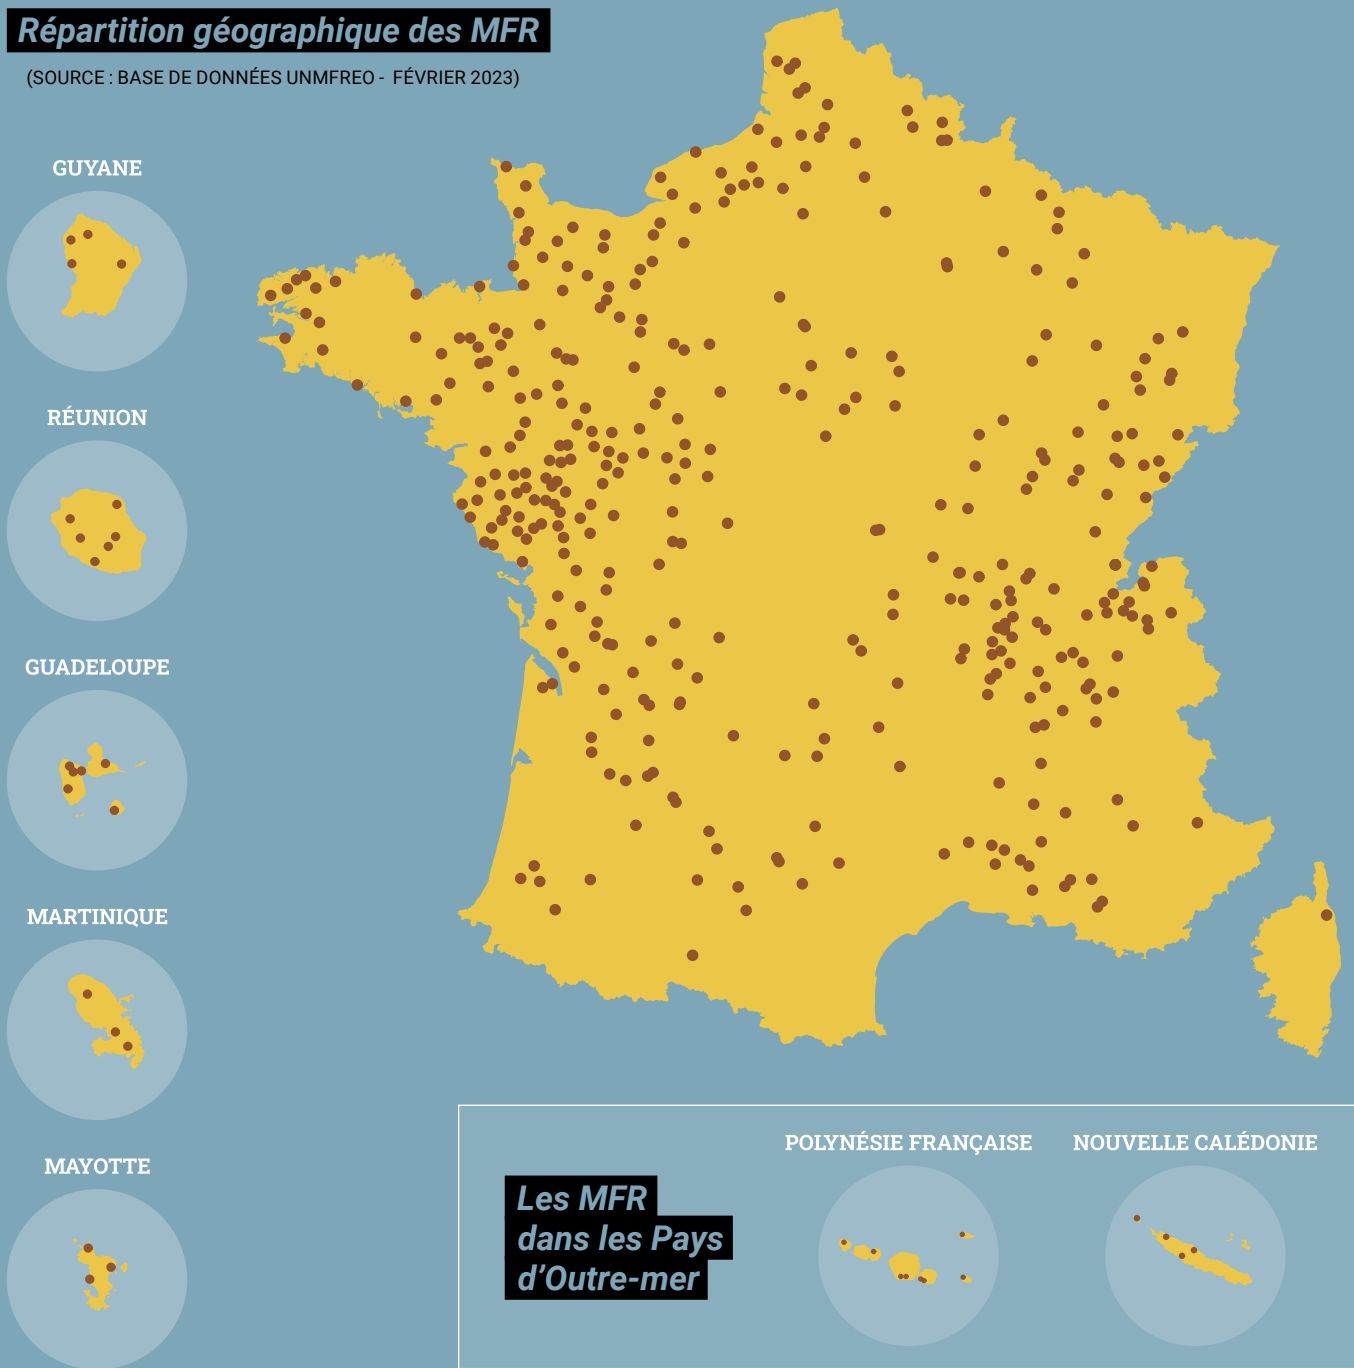 Répartition géographique des MFR
(SOURCE : BASE DE DONNÉES UNMFREO - FÉVRIER 2023)
GUYANE
RÉUNION
GUADELOUPE
MARTINIQUE
MAYOTTE
Les MFR
dans les Pays
d'Outre-mer
POLYNÉSIE FRANÇAISE
NOUVELLE CALÉDONIE